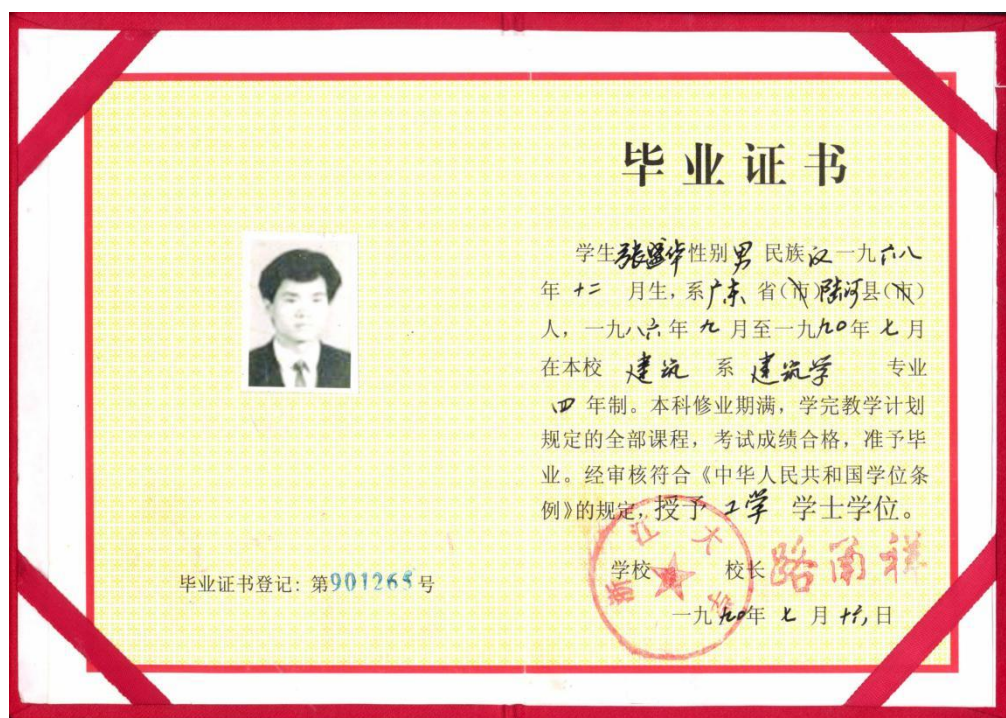 毕业证书
学生张盛华性别男 民族汉 一九六八
年 十二 月生，系广东 省(市)陆河县(市)
人，一九八六年 九 月至一九九0年 七 月
在本校 建筑 系 建筑学 专业
四 年制。本科修业期满，学完教学计划
规定的全部课程，考试成绩合格，准予毕
业。经审核符合《中华人民共和国学位条
例》的规定，授予 工学 学士学位。
浙江大学
学校 校长 路甬祥
一九九0年 七 月 十六日
毕业证书登记：第901265号